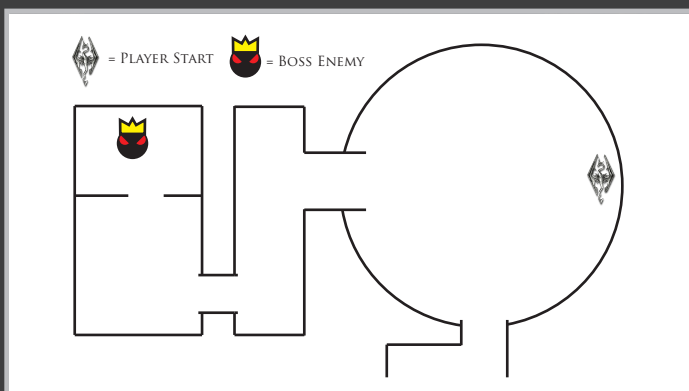 = Player Start
= Boss Enemy